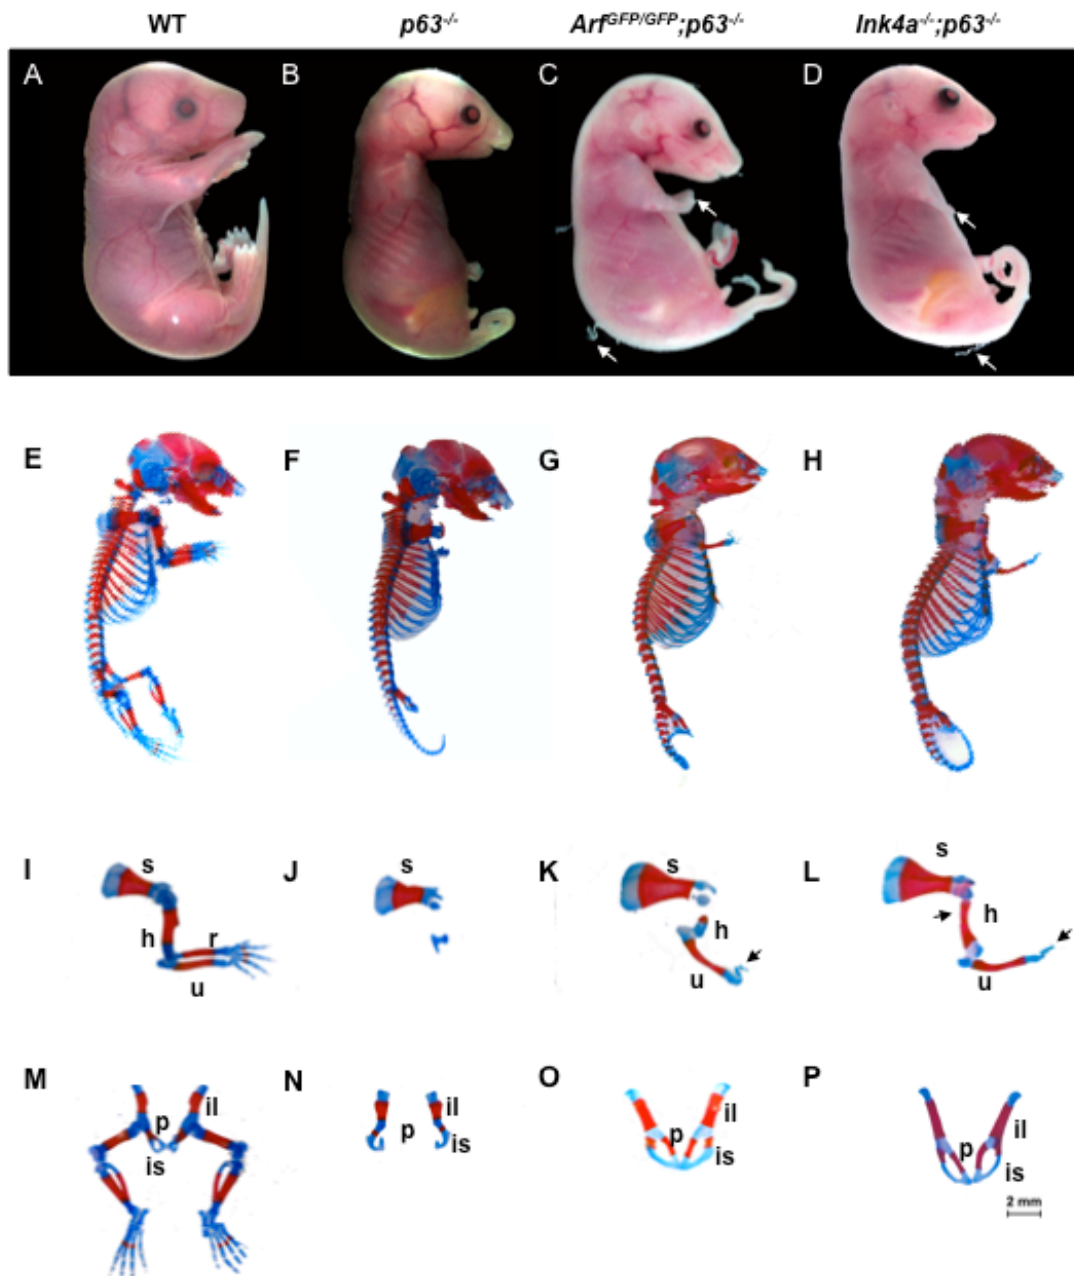 WT p63-/- ArfGFP/GFP;p63-/- Ink4a-/-;p63-/-
A B C D
E F G H
I s h r u J s K s h u L s h u
M p il is N p il is O p il is P p il is
2 mm